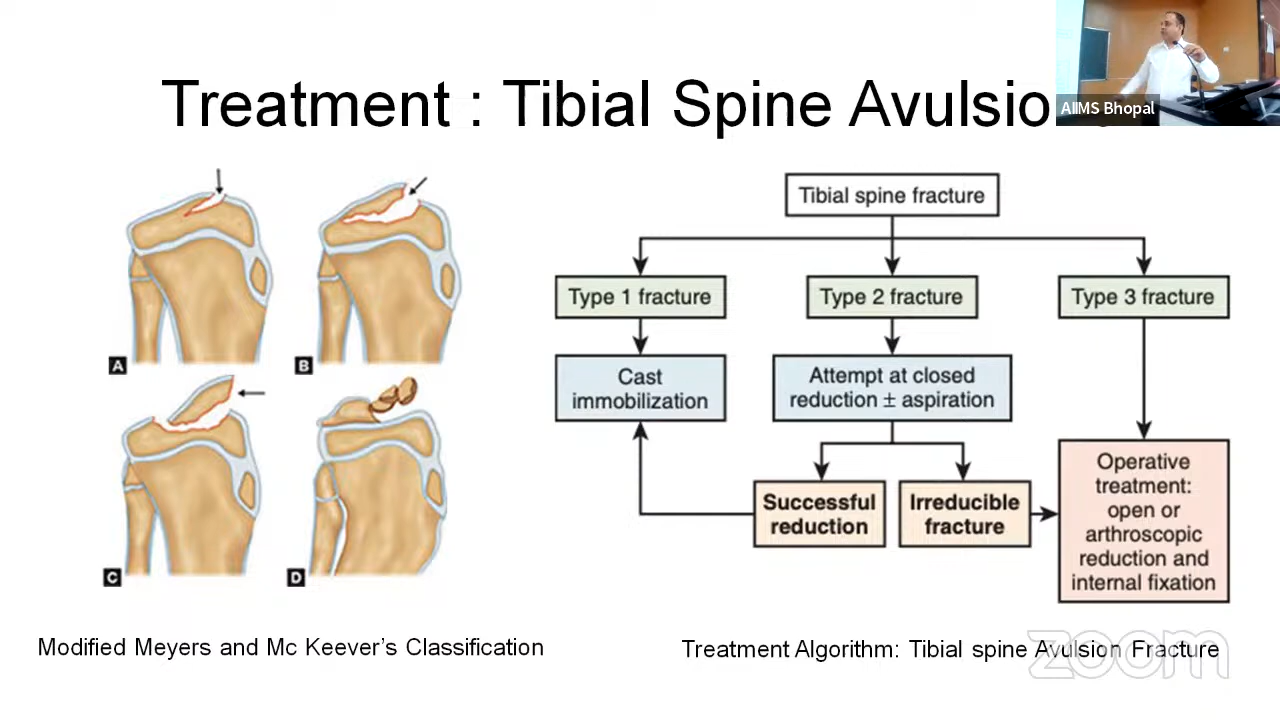 Treatment : Tibial Spine Avulsio
AIIMS Bhopal
A
B
C
D
Modified Meyers and Mc Keever’s Classification
Tibial spine fracture
Type 1 fracture
Type 2 fracture
Type 3 fracture
Cast
immobilization
Attempt at closed
reduction ± aspiration
Successful
reduction
Irreducible
fracture
Operative
treatment:
open or
arthroscopic
reduction and
internal fixation
Treatment Algorithm: Tibial spine Avulsion Fracture
zoom